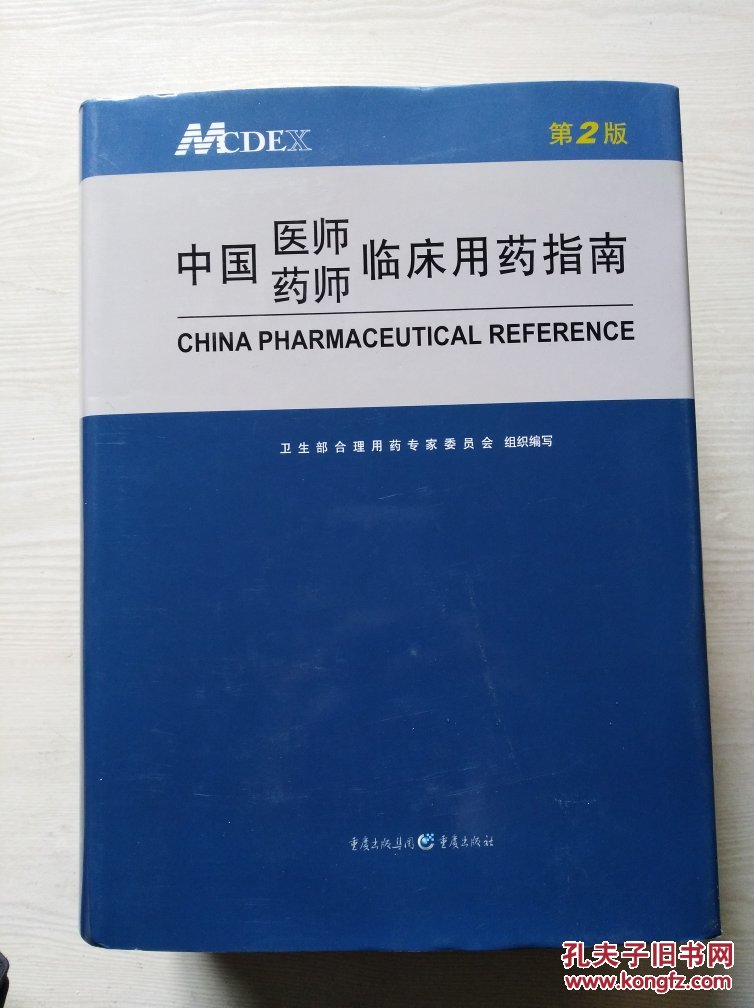 MCDEX
第2版
中国 医师 药师 临床用药指南
CHINA PHARMACEUTICAL REFERENCE
卫生部合理用药专家委员会 组织编写
重庆出版集团 重庆出版社
孔夫子旧书网
www.kongfz.com